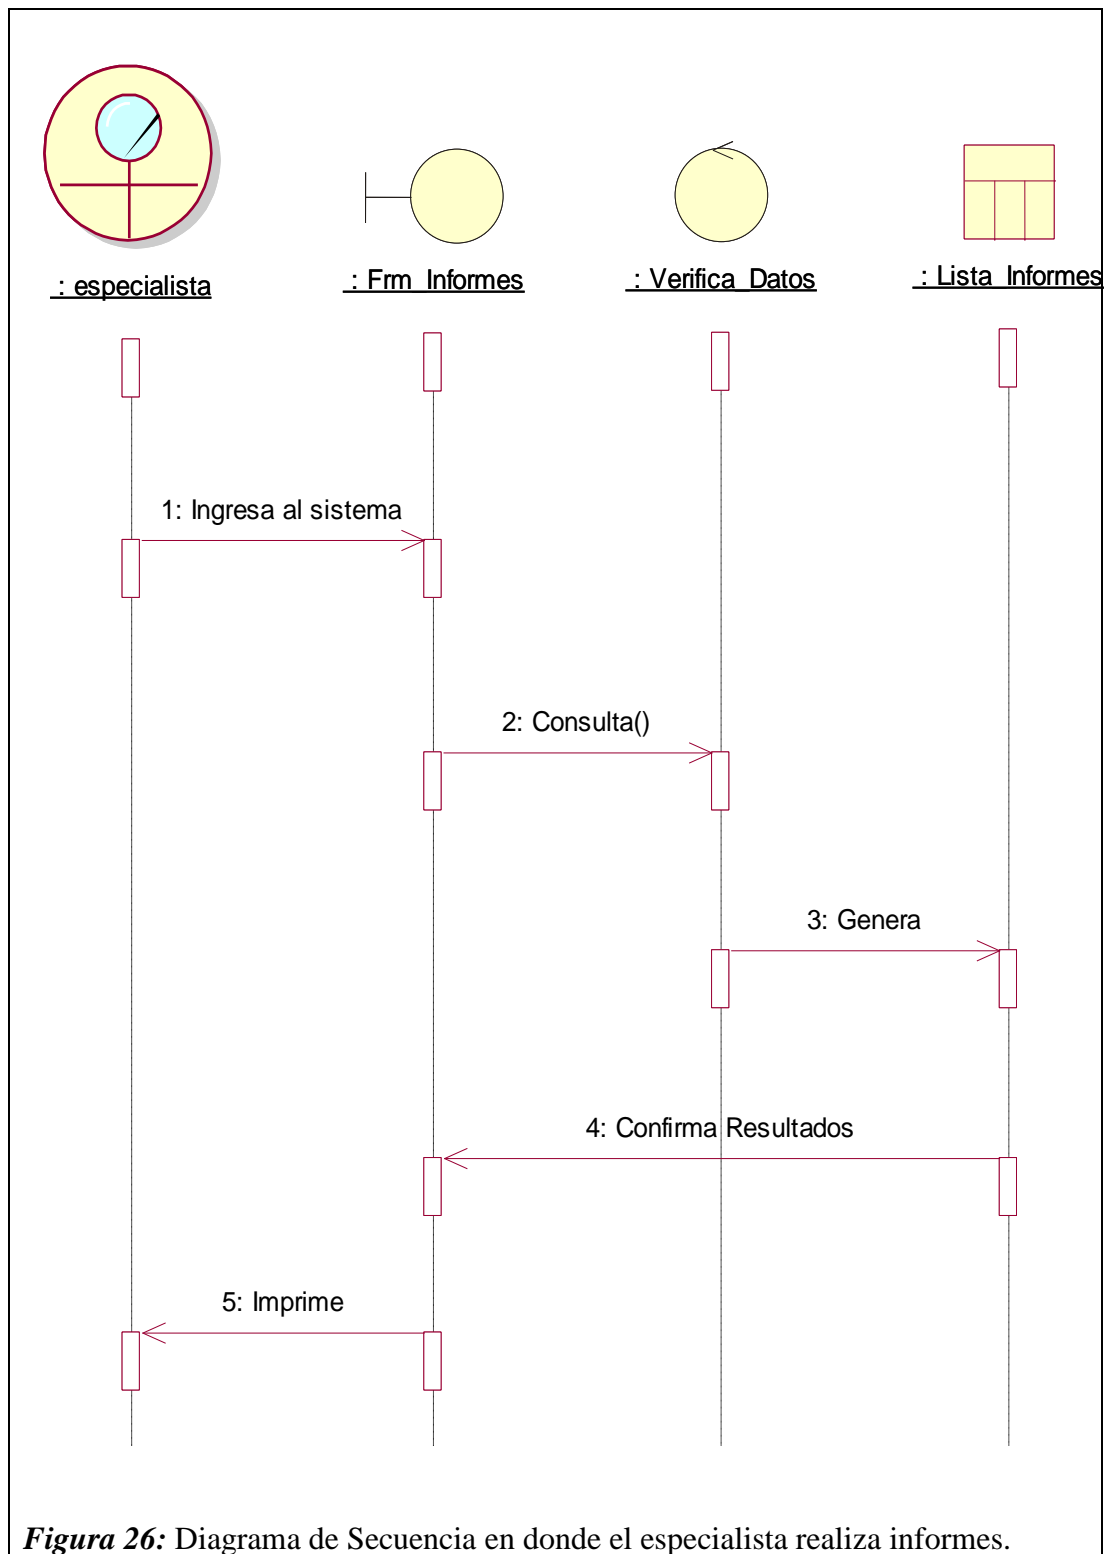 : especialista
: Frm_Informes
: Verifica_Datos
: Lista_Informes
1: Ingresa al sistema
2: Consulta()
3: Genera
4: Confirma Resultados
5: Imprime
Figura 26: Diagrama de Secuencia en donde el especialista realiza informes.